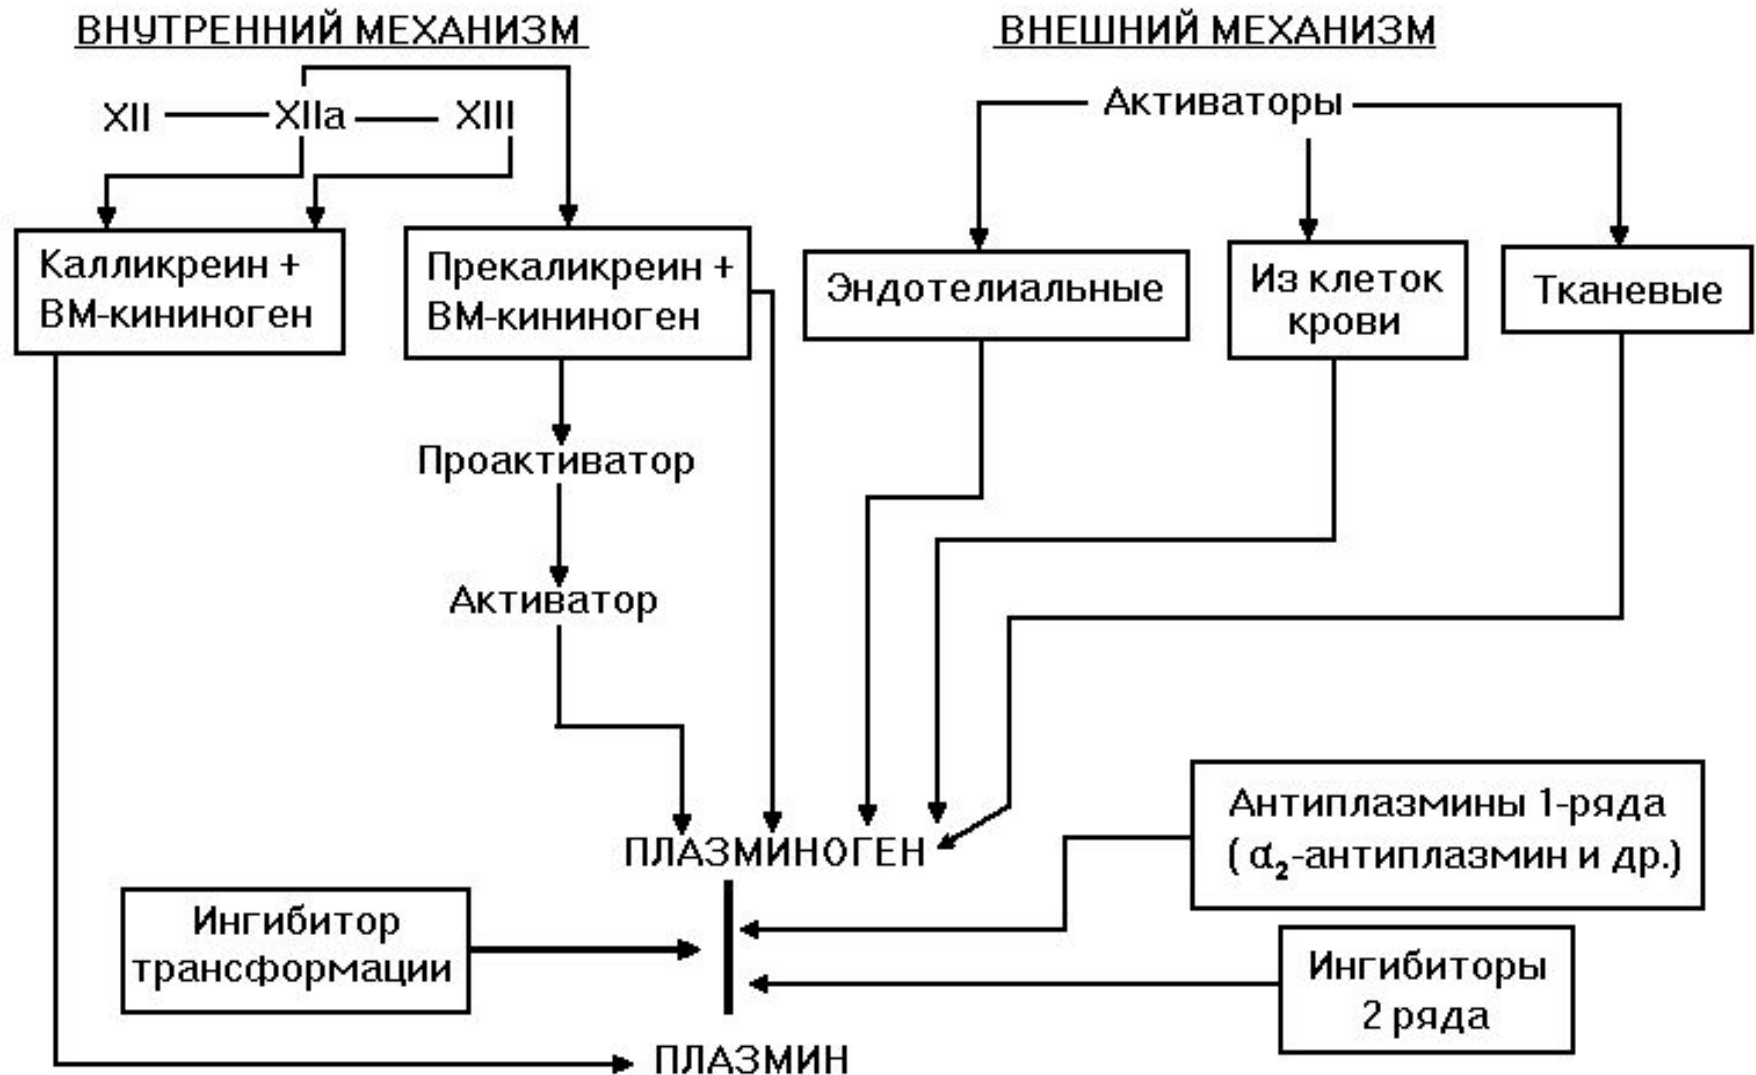 ВНУТРЕННИЙ МЕХАНИЗМ
ВНЕШНИЙ МЕХАНИЗМ
XII
XIIа
XIII
Активаторы
Калликреин +
ВМ-кининоген
Прекаликреин +
ВМ-кининоген
Эндотелиальные
Из клеток
крови
Тканевые
Проактиватор
Активатор
ПЛАЗМИНОГЕН
Антиплазмины 1-ряда
( α₂-антиплазмин и др.)
Ингибитор
трансформации
Ингибиторы
2 ряда
ПЛАЗМИН